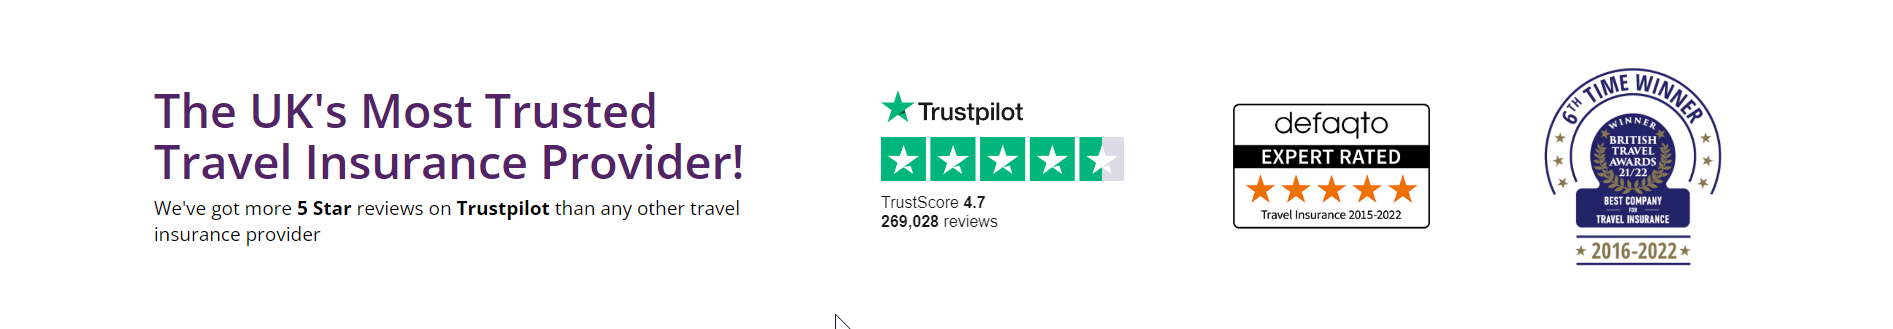 The UK's Most Trusted
Travel Insurance Provider!
We've got more 5 Star reviews on Trustpilot than any other travel
insurance provider
Trustpilot
TrustScore 4.7
269,028 reviews
defaqto
EXPERT RATED
Travel Insurance 2015-2022
6TH TIME WINNER
WINNER
BRITISH
TRAVEL
AWARDS
21/22
BEST COMPANY
FOR
TRAVEL INSURANCE
2016-2022